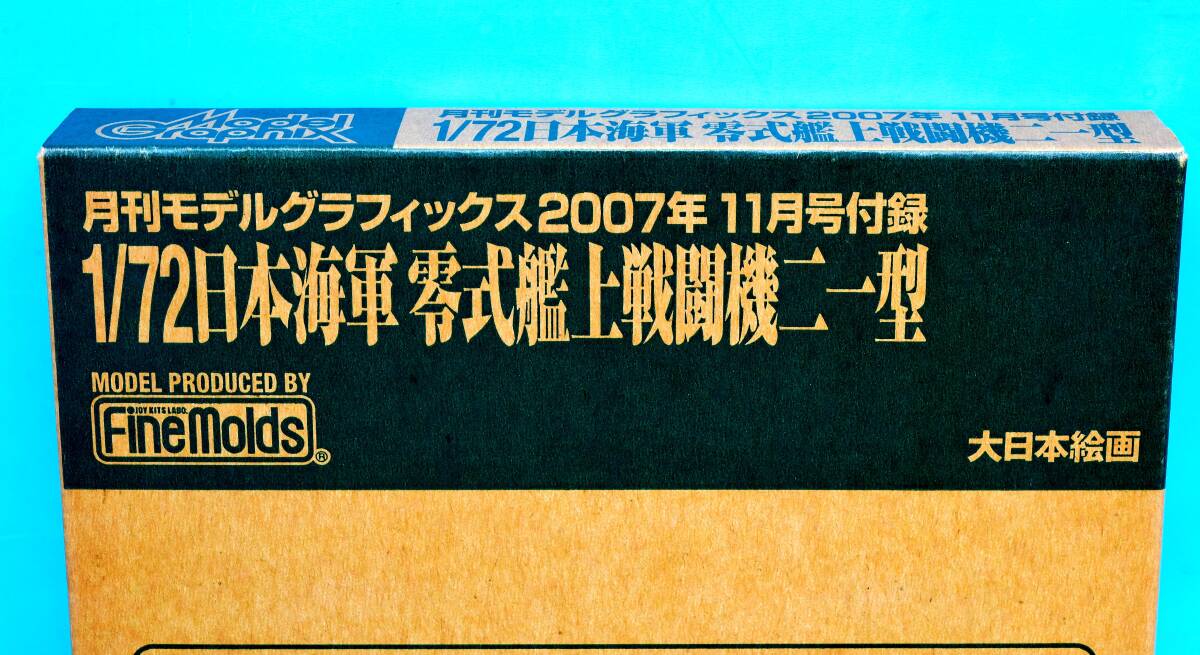 Model Graphix
月刊モデルグラフィックス2007年 11月号付録
1/72日本海軍 零式艦上戦闘機二一型
月刊モデルグラフィックス2007年 11月号付録
1/72日本海軍 零式艦上戦闘機二一型
MODEL PRODUCED BY
JOY KITS LABO.
FineMolds®
大日本絵画